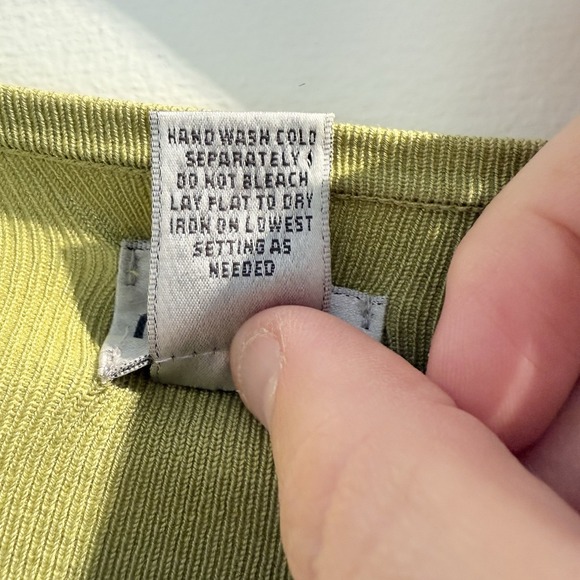 HAND WASH COLD
SEPARATELY
DO NOT BLEACH
LAY FLAT TO DRY
IRON ON LOWEST
SETTING AS
NEEDED